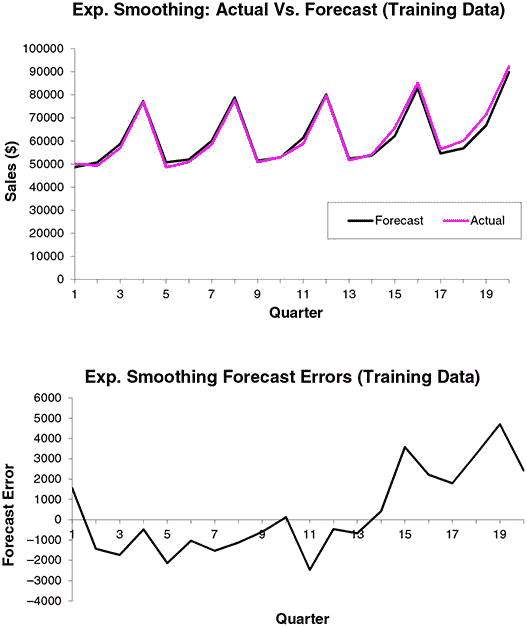 Exp. Smoothing: Actual Vs. Forecast (Training Data)
100000
90000
80000
70000
60000
50000
40000
30000
20000
10000
0
Sales ($)
Forecast Actual
1 3 5 7 9 11 13 15 17 19
Quarter
Exp. Smoothing Forecast Errors (Training Data)
6000
5000
4000
3000
2000
1000
0
−1000
−2000
−3000
−4000
Forecast Error
1 3 5 7 9 11 13 15 17 19
Quarter